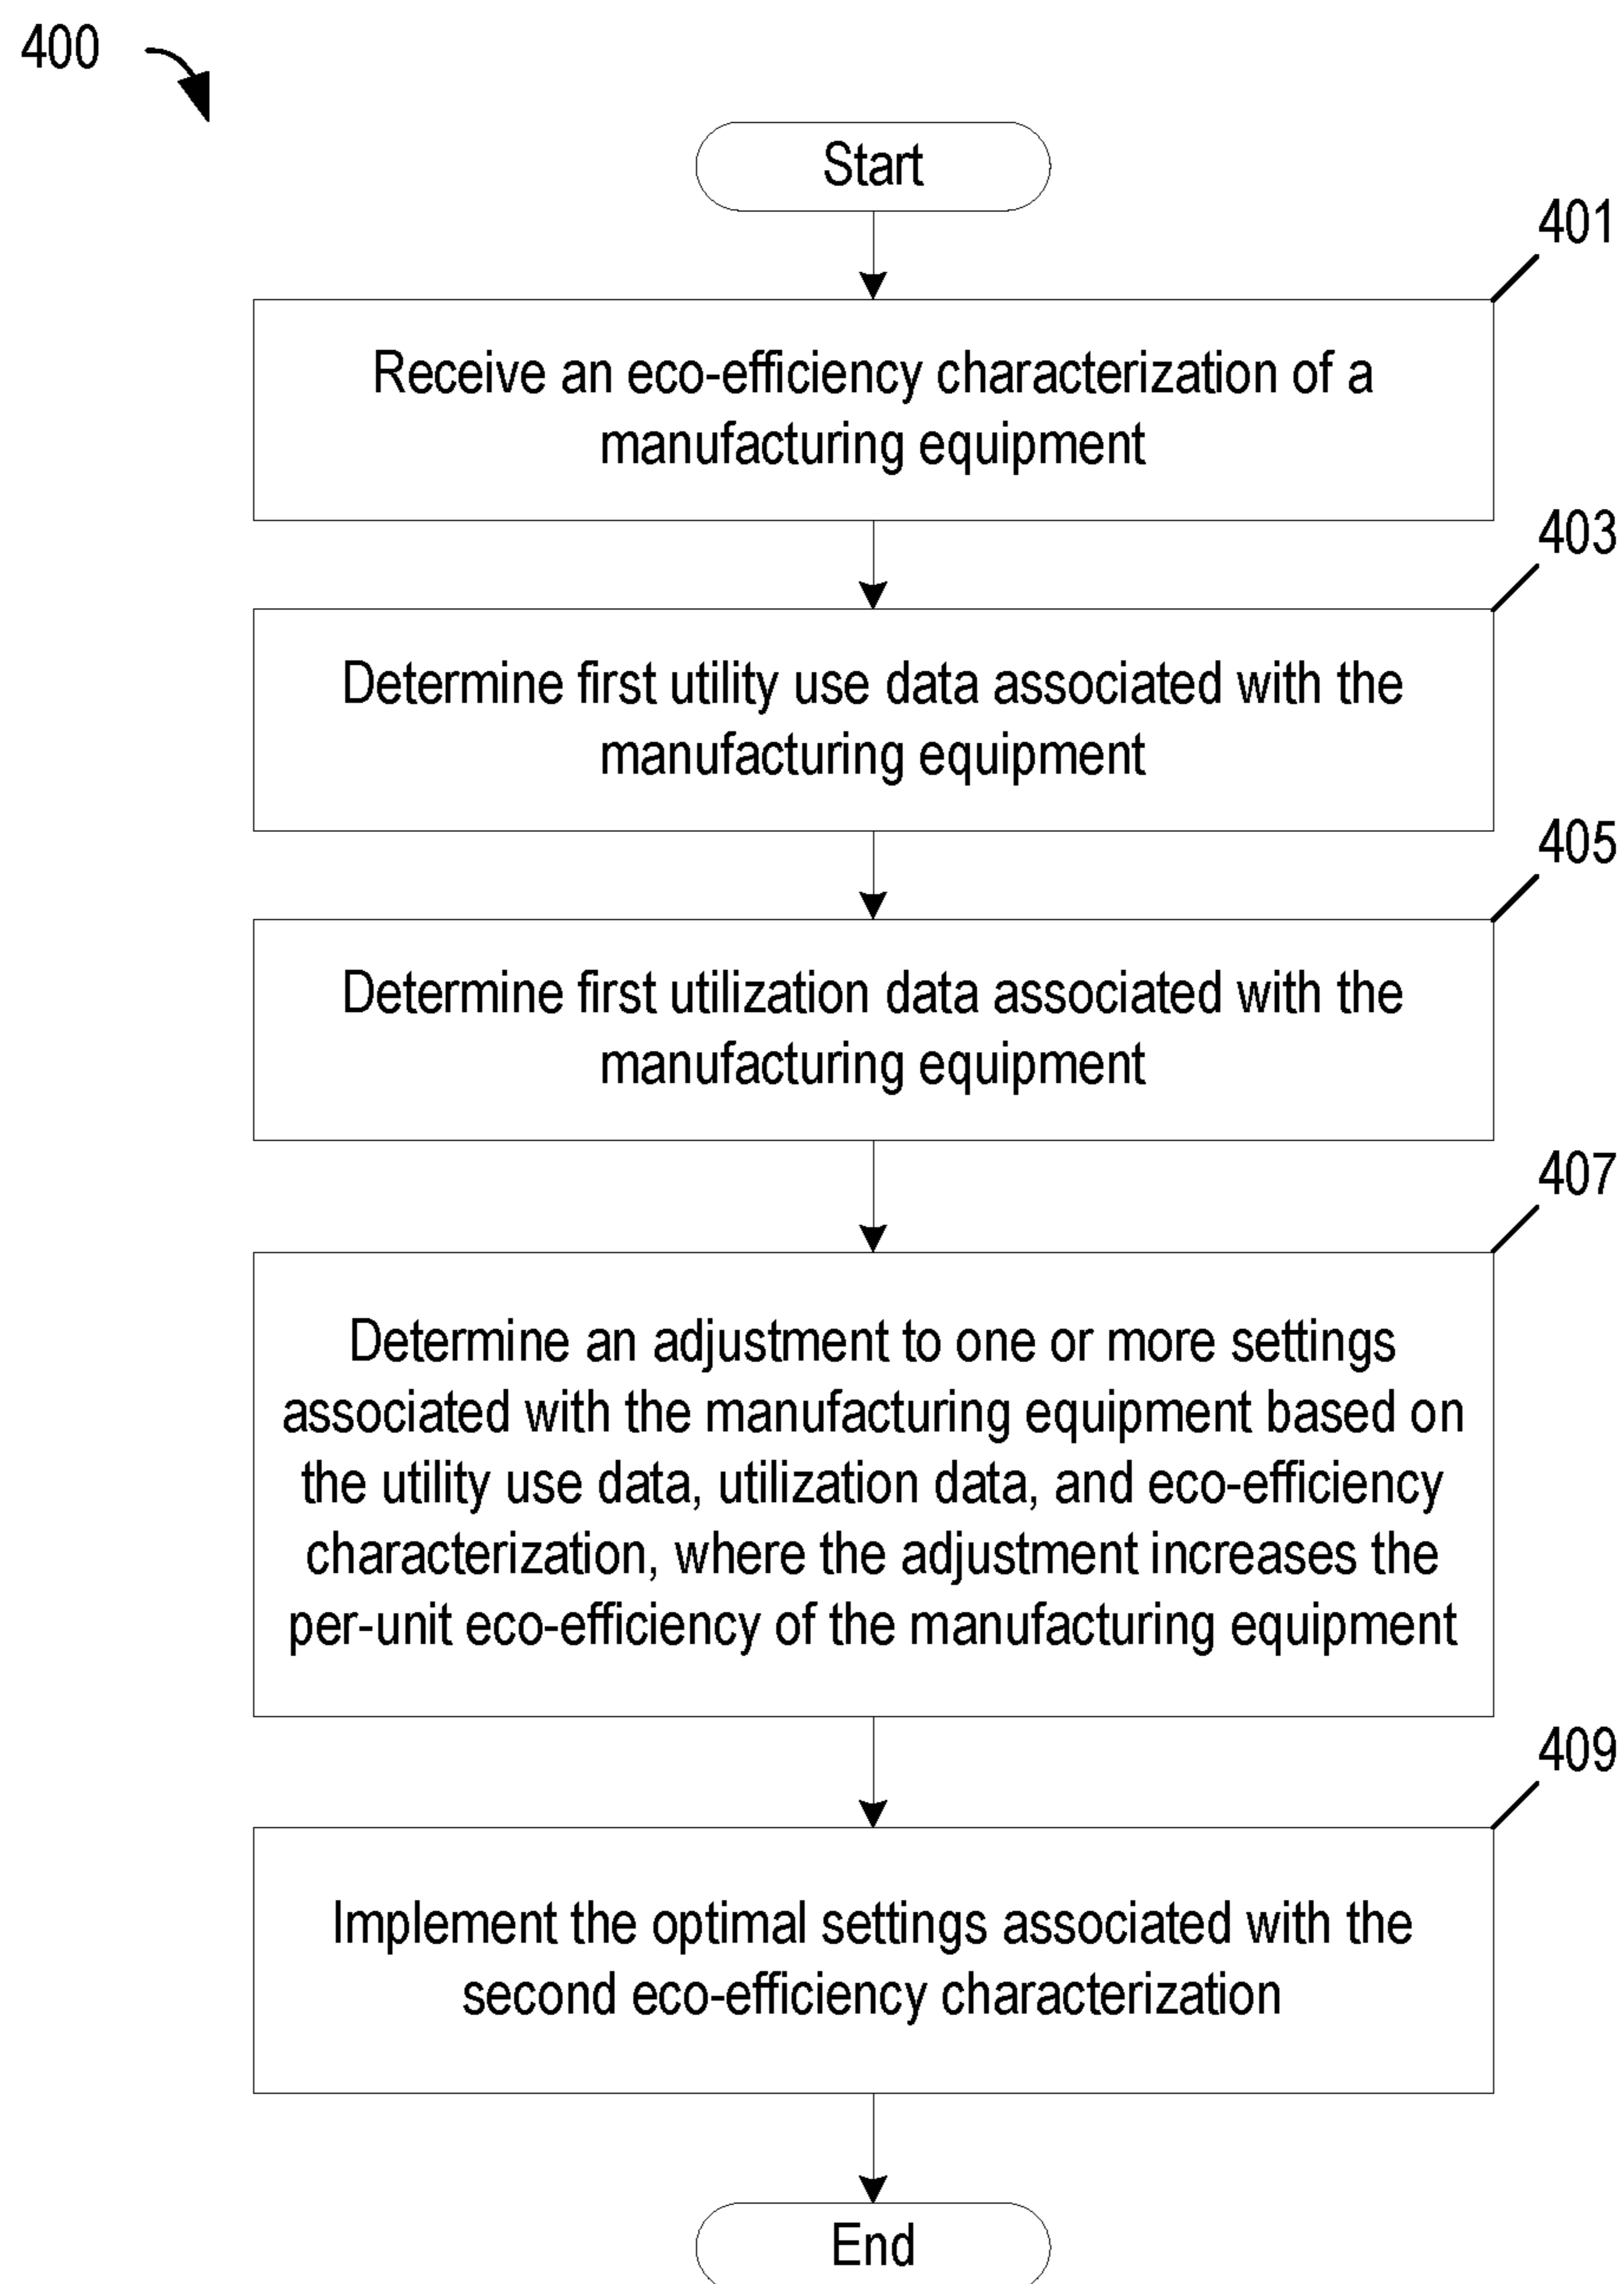 400
Start
401
Receive an eco-efficiency characterization of a
manufacturing equipment
403
Determine first utility use data associated with the
manufacturing equipment
405
Determine first utilization data associated with the
manufacturing equipment
407
Determine an adjustment to one or more settings
associated with the manufacturing equipment based on
the utility use data, utilization data, and eco-efficiency
characterization, where the adjustment increases the
per-unit eco-efficiency of the manufacturing equipment
409
Implement the optimal settings associated with the
second eco-efficiency characterization
End